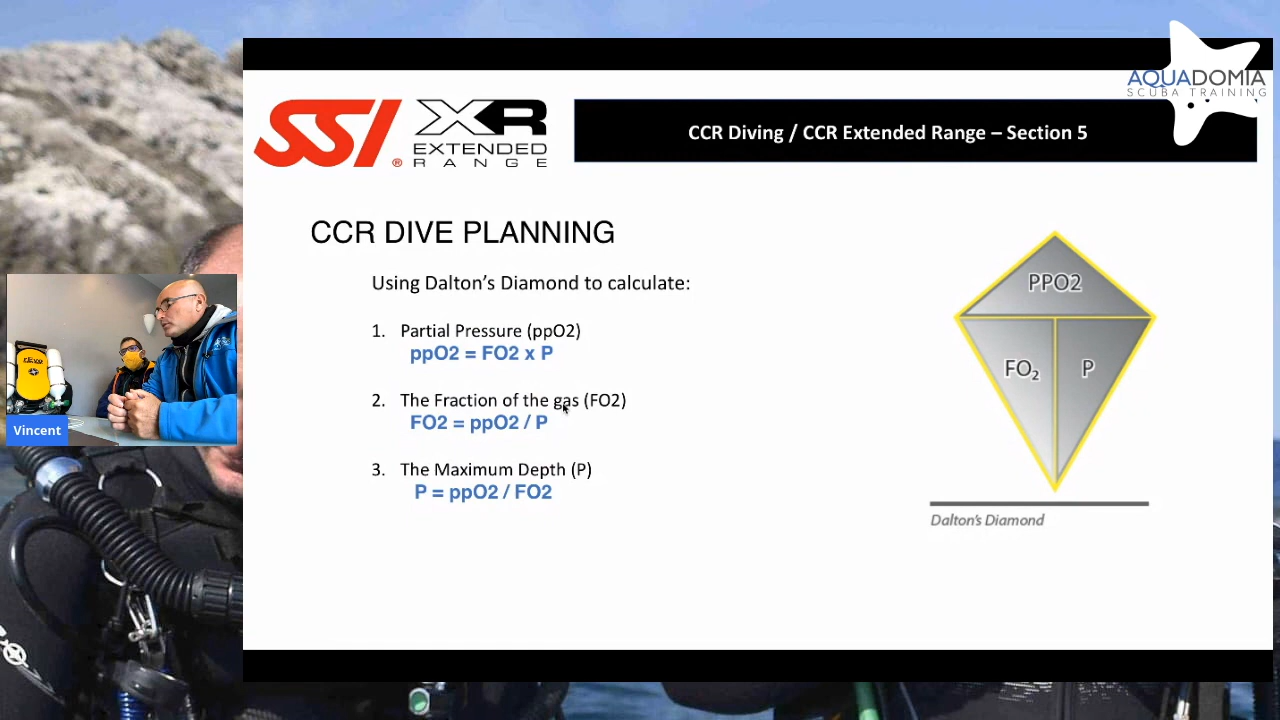 AQUADOMIA
SCUBA TRAINING
SSI® XR
EXTENDED
RANGE
CCR Diving / CCR Extended Range – Section 5
CCR DIVE PLANNING
Using Dalton's Diamond to calculate:
1. Partial Pressure (ppO2)
ppO2 = FO2 x P
2. The Fraction of the gas (FO2)
FO2 = ppO2 / P
3. The Maximum Depth (P)
P = ppO2 / FO2
PPO2
FO₂ P
Dalton's Diamond
rEvo
Vincent